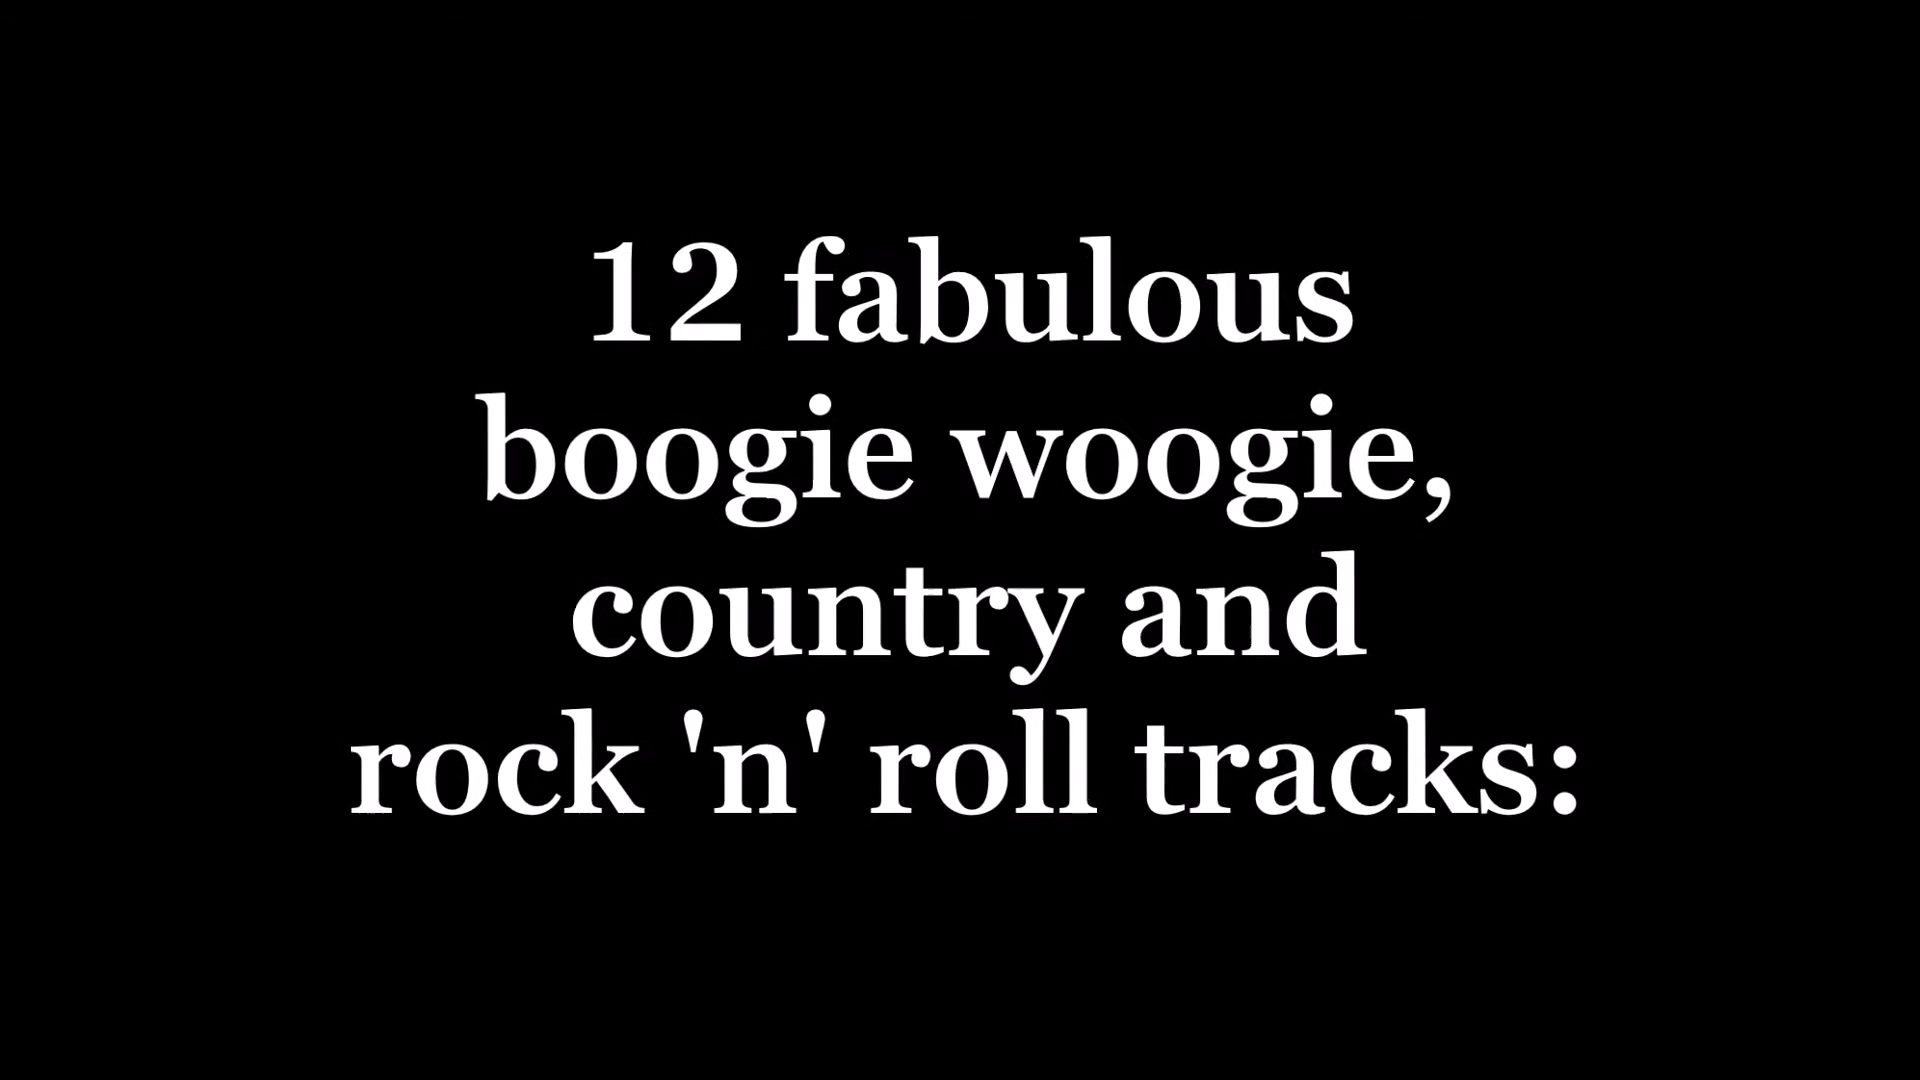 12 fabulous
boogie woogie,
country and
rock 'n' roll tracks: